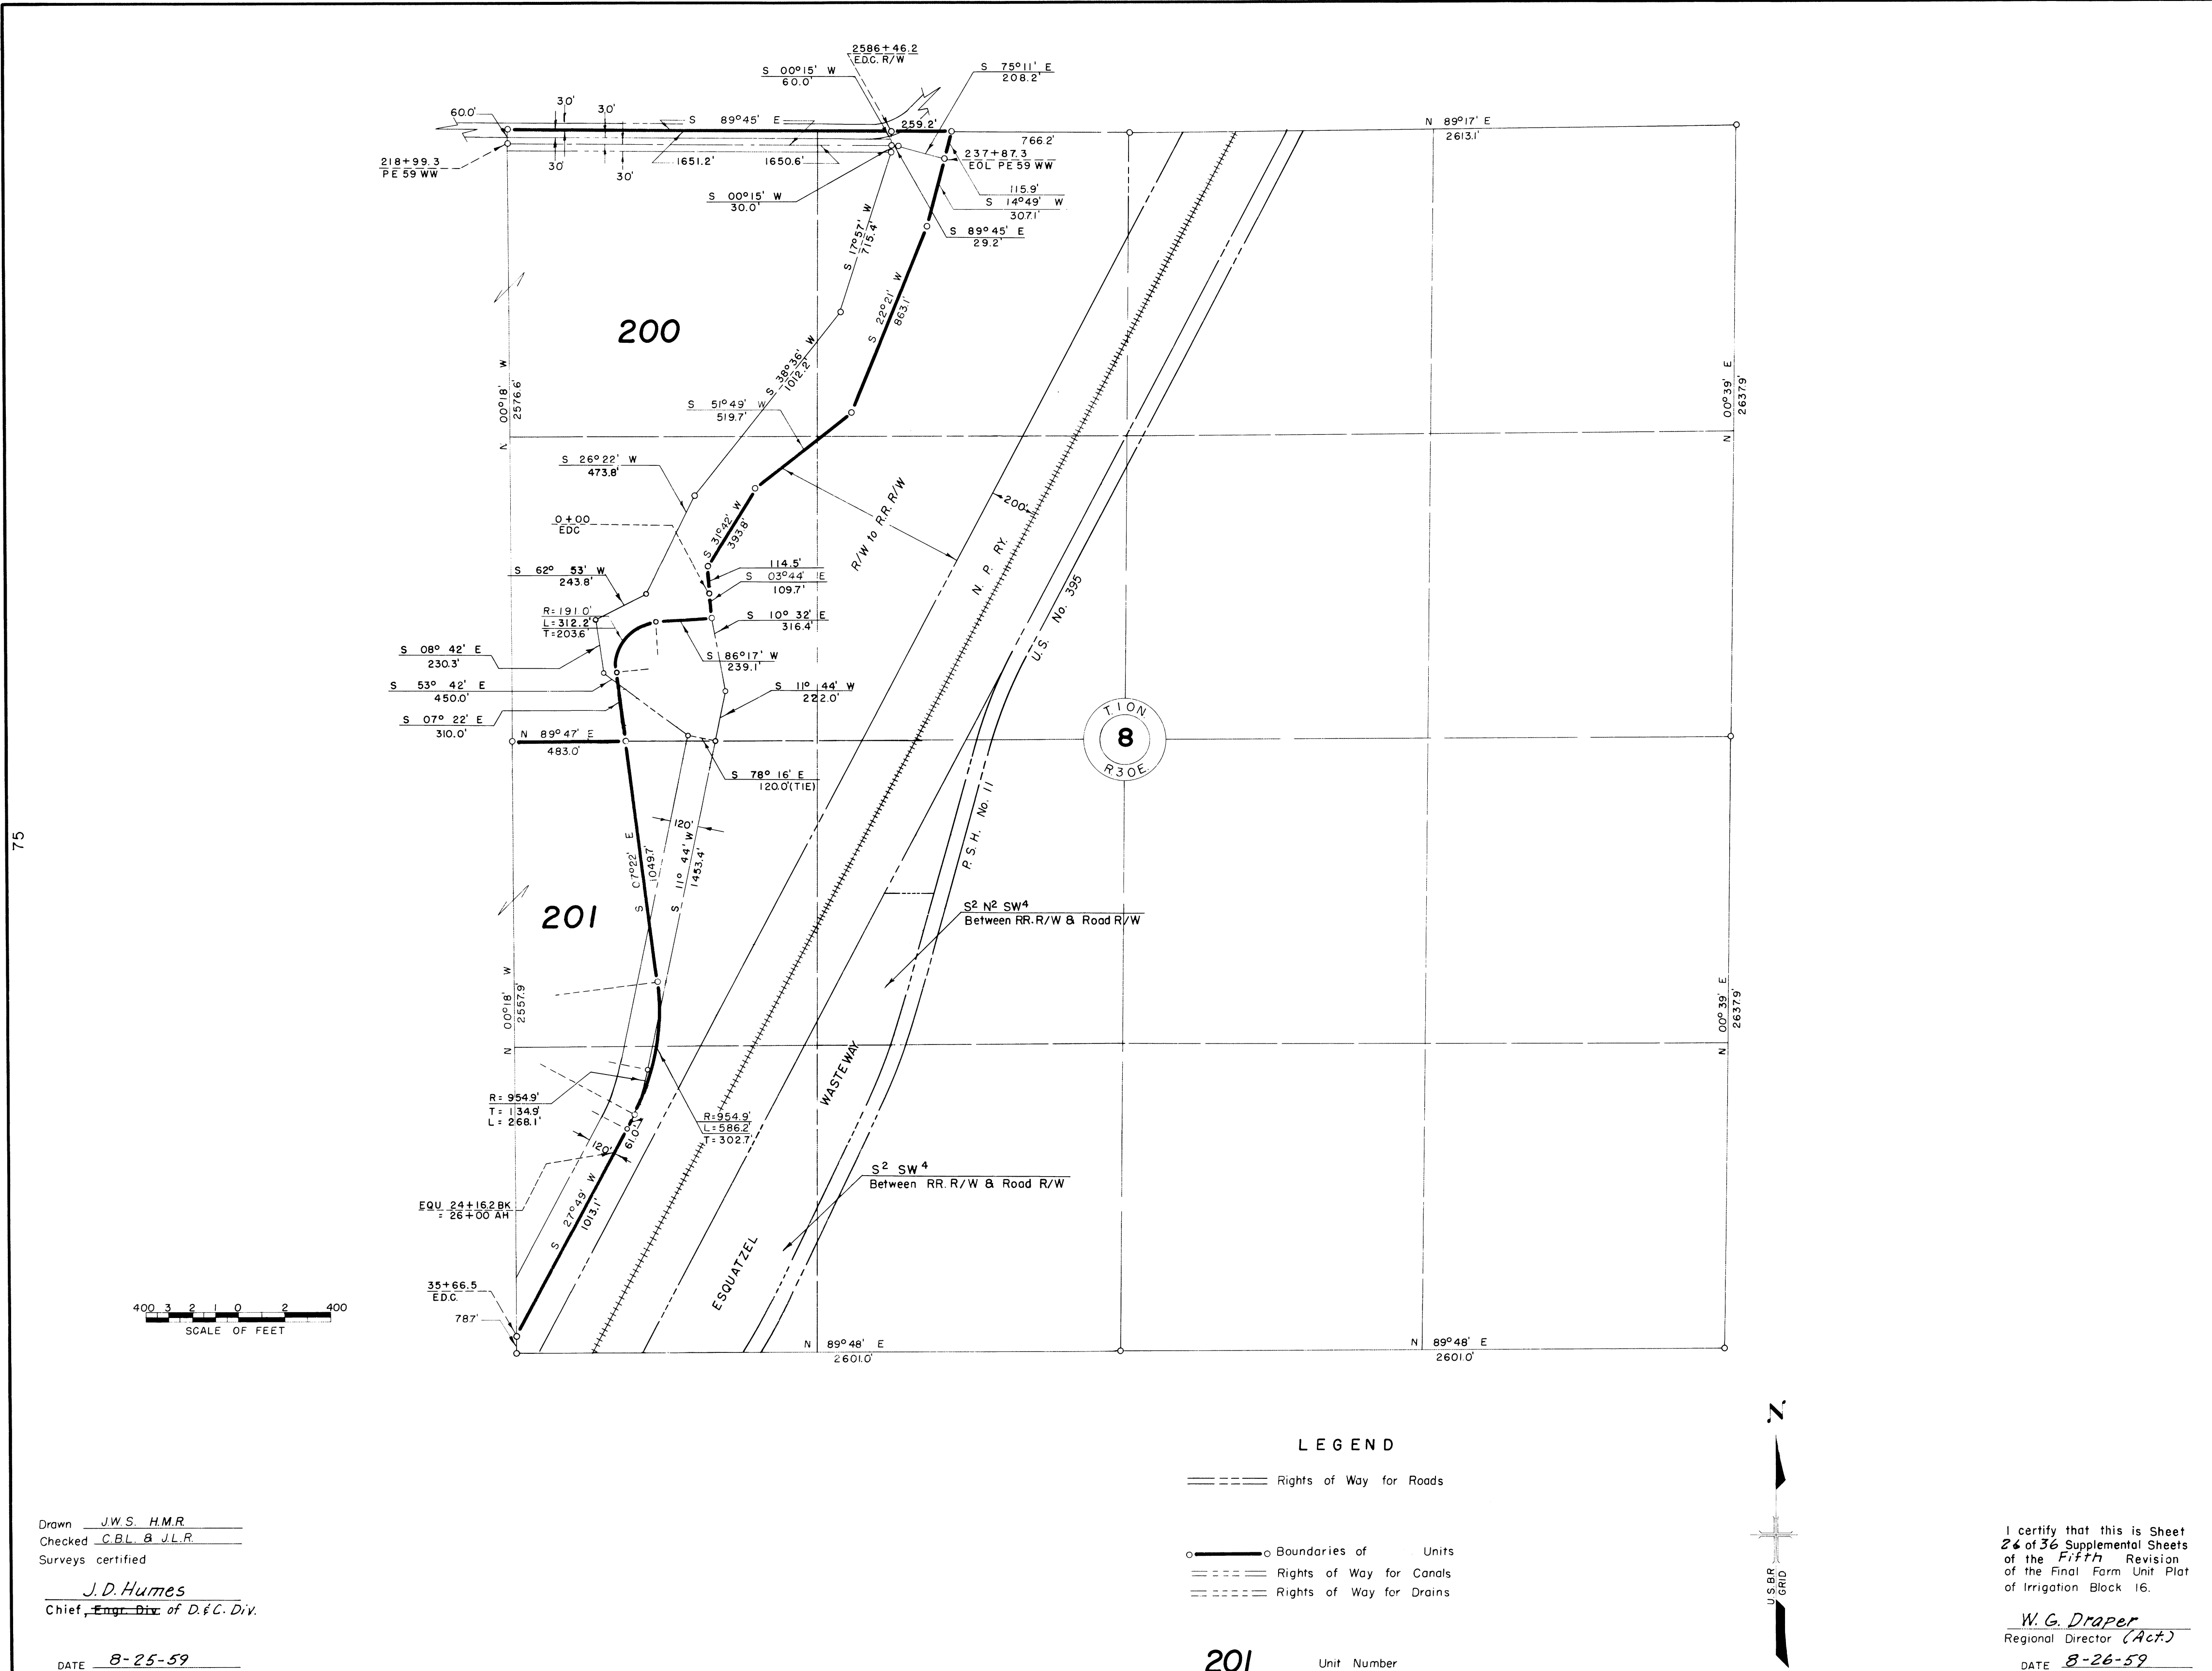 2586+46.2
E.D.C. R/W
S 00°15' W
60.0'
S 75°11' E
208.2'
60.0'
30'
30'
S 89°45' E
259.2'
N 89°17' E
2613.1'
766.2'
218+99.3
PE 59 WW
30'
30'
1651.2'
1650.6'
237+87.3
EOL PE 59 WW
S 00°15' W
30.0'
115.9'
S 14°49' W
307.1'
S 89°45' E
29.2'
S 17°57' W
715.4'
S 22°21' W
863.1'
200
S 38°36' W
1012.2'
N 00°18' W
2576.6'
N 00°39' E
2637.9'
S 51°49' W
519.7'
S 26°22' W
473.8'
R/W to R.R. R/W
200'
0+00
EDC
S 31°42' W
393.8'
N. P. RY.
S 62° 53' W
243.8'
114.5'
S 03°44' E
109.7'
U.S. No. 395
R=191.0'
L=312.2'
T=203.6'
S 10° 32' E
316.4'
S 08° 42' E
230.3'
S 86°17' W
239.1'
S 53° 42' E
450.0'
S 11° 44' W
222.0'
S 07° 22' E
310.0'
N 89°47' E
483.0'
T.10N.
8
R.30E.
S 78° 16' E
120.0'(TIE)
P.S.H. No. 11
120'
S 07°22' E
1049.7'
S 11° 44' W
1453.4'
75
201
S² N² SW⁴
Between RR. R/W & Road R/W
N 00°18' W
2557.9'
N 00°39' E
2637.9'
WASTEWAY
R= 954.9'
T= 134.9'
L= 268.1'
R=954.9'
L=586.2'
T=302.7'
61.0'
120'
S² SW⁴
Between RR. R/W & Road R/W
EQU 24+16.2 BK
= 26+00 AH
S 27°49' W
1013.1'
ESQUATZEL
35+66.5
E.D.C.
78.7'
400 3 2 1 0 2 400
SCALE OF FEET
N 89°48' E
2601.0'
N 89°48' E
2601.0'
N
LEGEND
Rights of Way for Roads
Boundaries of Units
Rights of Way for Canals
Rights of Way for Drains
201 Unit Number
U.S.B.R.
GRID
Drawn J.W.S. H.M.R.
Checked C.B.L. & J.L.R.
Surveys certified
J.D. Humes
Chief, Engr. Div. of D. & C. Div.
DATE 8-25-59
I certify that this is Sheet
26 of 36 Supplemental Sheets
of the Fifth Revision
of the Final Farm Unit Plat
of Irrigation Block 16.
W. G. Draper
Regional Director (Act.)
DATE 8-26-59